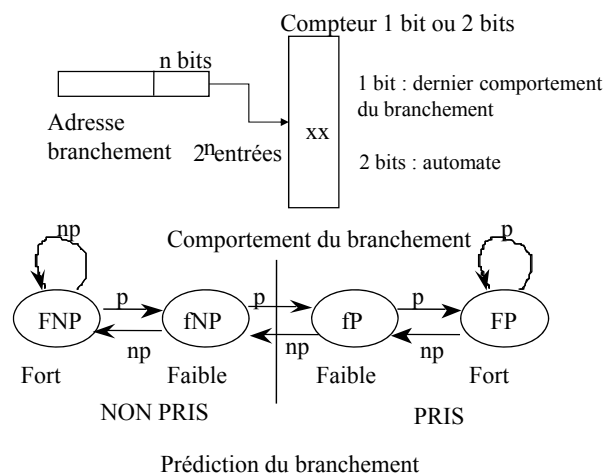 Compteur 1 bit ou 2 bits
n bits
1 bit : dernier comportement
du branchement
Adresse
branchement
2n entrées
xx
2 bits : automate
np
Comportement du branchement
p
FNP
p
np
fNP
p
np
fP
p
np
FP
Fort
Faible
Faible
Fort
NON PRIS
PRIS
Prédiction du branchement